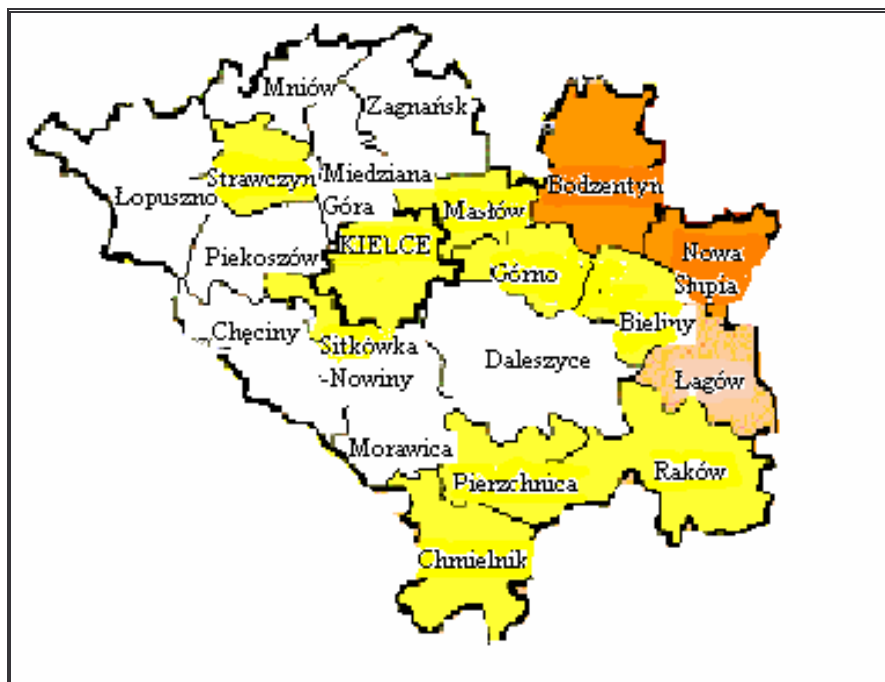 Mniów
Zagnańsk
Strawczyn
Miedziana
Łopuszno
Góra
Masłów
Bodzentyn
KIELCE
Piekoszów
Górno
Nowa
Słupia
Chęciny
Sitkówka
Bieliny
-Nowiny
Daleszyce
Łagów
Morawica
Pierzchnica
Raków
Chmielnik